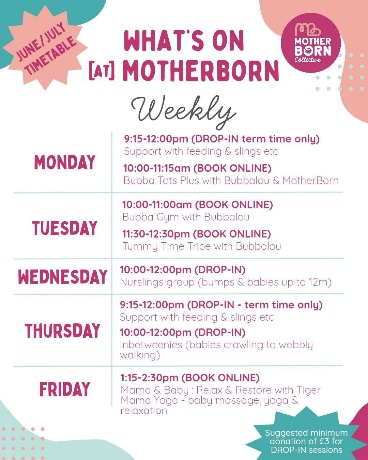 JUNE/JULY
TIMETABLE
WHAT'S ON
[AT] MOTHERBORN
MOTHER
BORN
Collective
Weekly
MONDAY
9:15-12:00pm (DROP-IN term time only)
Support with feeding & slings etc
10:00-11:15am (BOOK ONLINE)
Bubba Tots Plus with Bubbalou & MotherBorn
TUESDAY
10:00-11:00am (BOOK ONLINE)
Bubba Gym with Bubbalou
11:30-12:30pm (BOOK ONLINE)
Tummy Time Tribe with Bubbalou
WEDNESDAY
10:00-12:00pm (DROP-IN)
Nurslings group (bumps & babies up to 12m)
THURSDAY
9:15-12:00pm (DROP-IN - term time only)
Support with feeding & slings etc
10:00-12:00pm (DROP-IN)
Inbetweenies (babies crawling to wobbly
walking)
FRIDAY
1:15-2:30pm (BOOK ONLINE)
Mama & Baby : Relax & Restore with Tiger
Mama Yoga - baby massage, yoga &
relaxation
Suggested minimum
donation of £3 for
DROP-IN sessions